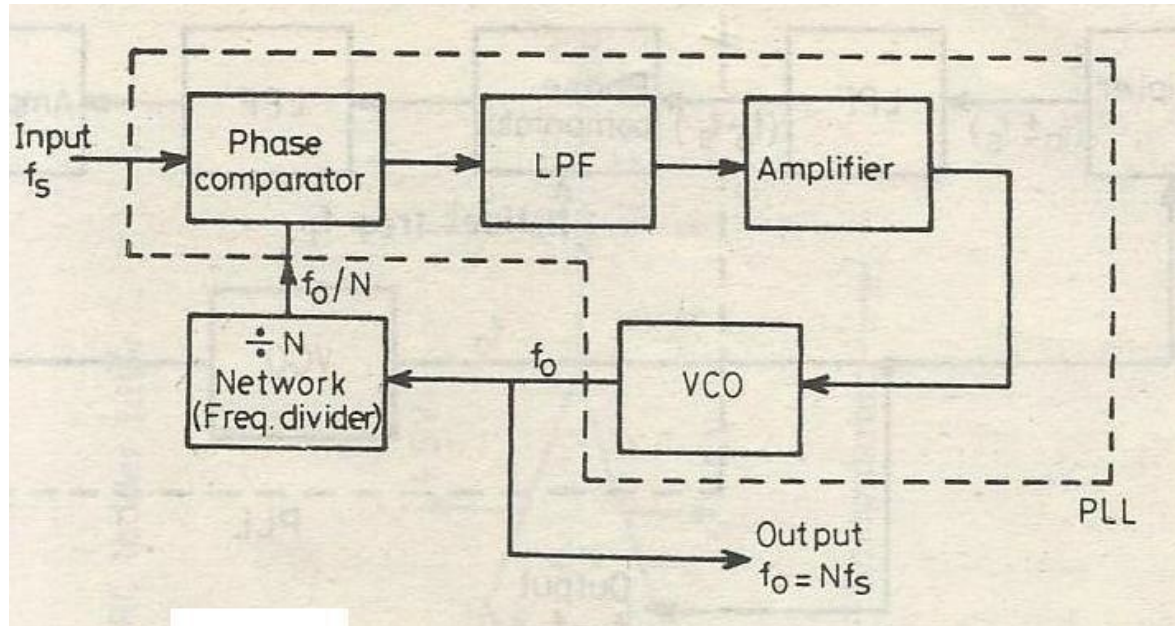 Input
fs
Phase
comparator
LPF
Amplifier
fo/N
÷ N
Network
(Freq. divider)
fo
VCO
PLL
Output
fo = Nfs